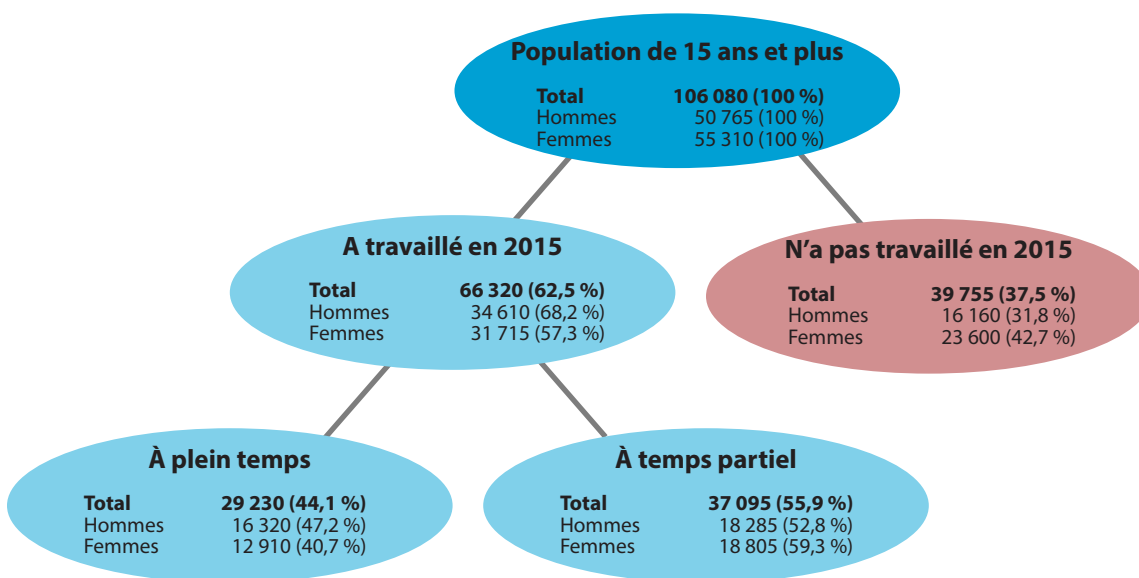 Population de 15 ans et plus
Total 106 080 (100 %)
Hommes 50 765 (100 %)
Femmes 55 310 (100 %)
A travaillé en 2015
Total 66 320 (62,5 %)
Hommes 34 610 (68,2 %)
Femmes 31 715 (57,3 %)
N'a pas travaillé en 2015
Total 39 755 (37,5 %)
Hommes 16 160 (31,8 %)
Femmes 23 600 (42,7 %)
À plein temps
Total 29 230 (44,1 %)
Hommes 16 320 (47,2 %)
Femmes 12 910 (40,7 %)
À temps partiel
Total 37 095 (55,9 %)
Hommes 18 285 (52,8 %)
Femmes 18 805 (59,3 %)